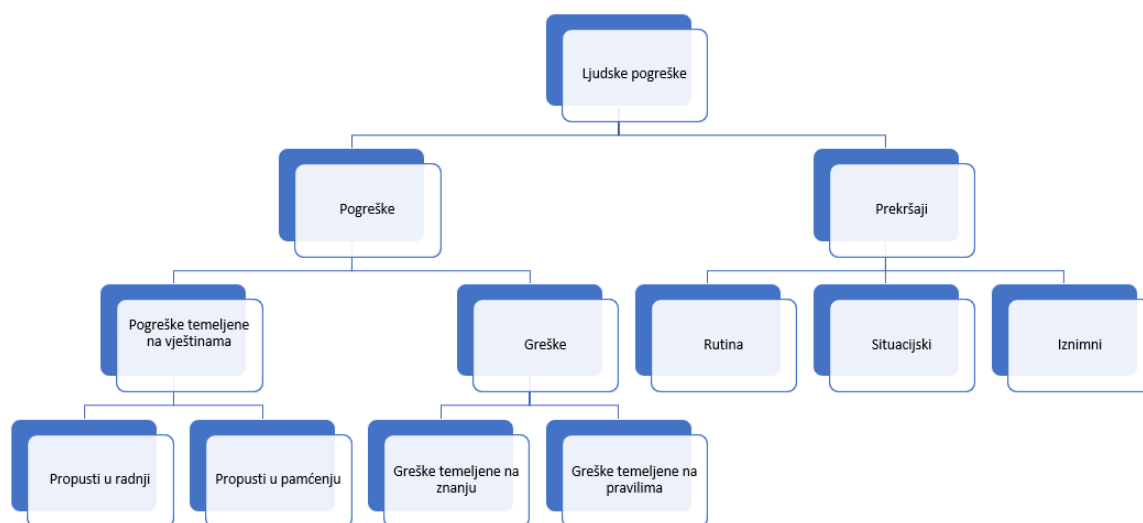 Ljudske pogreške
Pogreške
Prekršaji
Pogreške temeljene
na vještinama
Greške
Rutina
Situacijski
Iznimni
Propusti u radnji
Propusti u pamćenju
Greške temeljene na
znanju
Greške temeljene na
pravilima